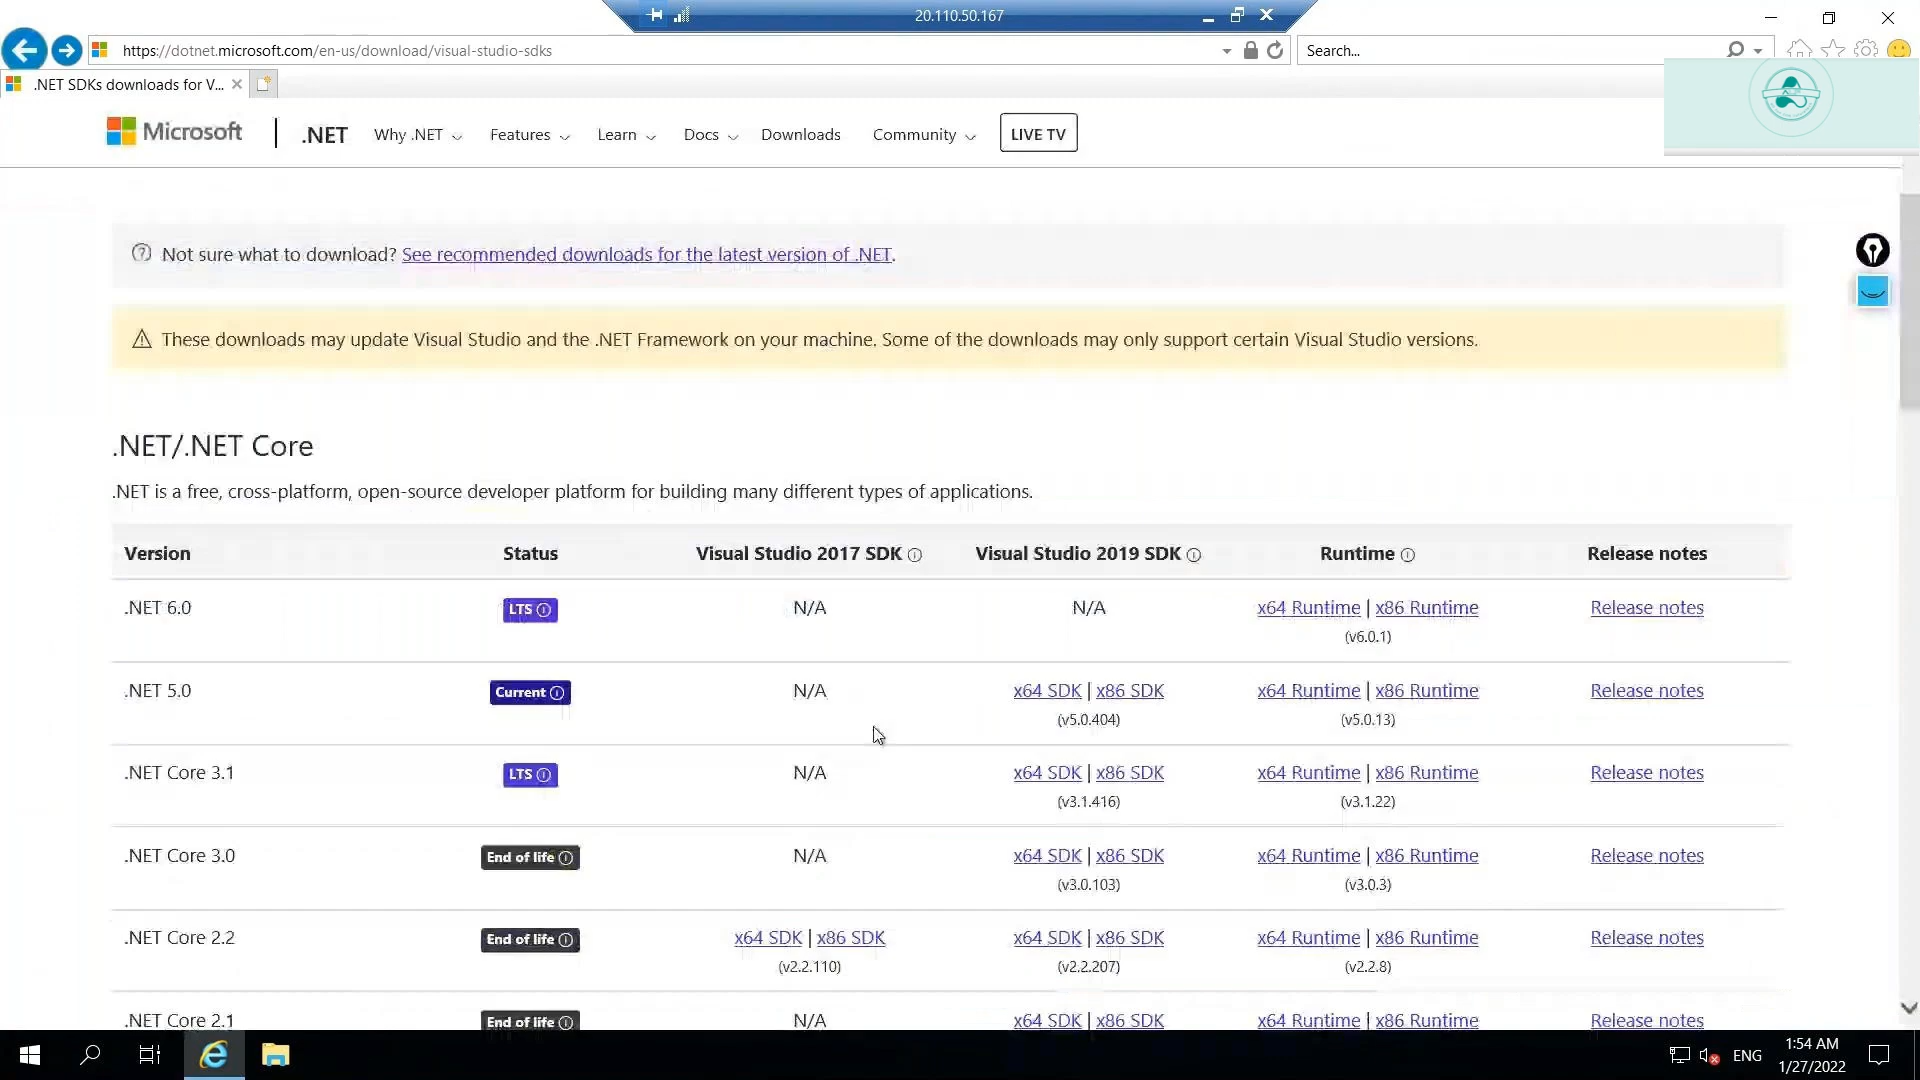 20.110.50.167
https://dotnet.microsoft.com/en-us/download/visual-studio-sdks
Search...
.NET SDKs downloads for V...
Microsoft
.NET
Why .NET
Features
Learn
Docs
Downloads
Community
LIVE TV
Not sure what to download? See recommended downloads for the latest version of .NET.
These downloads may update Visual Studio and the .NET Framework on your machine. Some of the downloads may only support certain Visual Studio versions.
.NET/.NET Core
.NET is a free, cross-platform, open-source developer platform for building many different types of applications.
Version Status Visual Studio 2017 SDK Visual Studio 2019 SDK Runtime Release notes
.NET 6.0 LTS N/A N/A x64 Runtime | x86 Runtime Release notes
(v6.0.1)
.NET 5.0 Current N/A x64 SDK | x86 SDK x64 Runtime | x86 Runtime Release notes
(v5.0.404) (v5.0.13)
.NET Core 3.1 LTS N/A x64 SDK | x86 SDK x64 Runtime | x86 Runtime Release notes
(v3.1.416) (v3.1.22)
.NET Core 3.0 End of life N/A x64 SDK | x86 SDK x64 Runtime | x86 Runtime Release notes
(v3.0.103) (v3.0.3)
.NET Core 2.2 End of life x64 SDK | x86 SDK x64 SDK | x86 SDK x64 Runtime | x86 Runtime Release notes
(v2.2.110) (v2.2.207) (v2.2.8)
.NET Core 2.1 End of life N/A x64 SDK | x86 SDK x64 Runtime | x86 Runtime Release notes
ENG
1:54 AM
1/27/2022